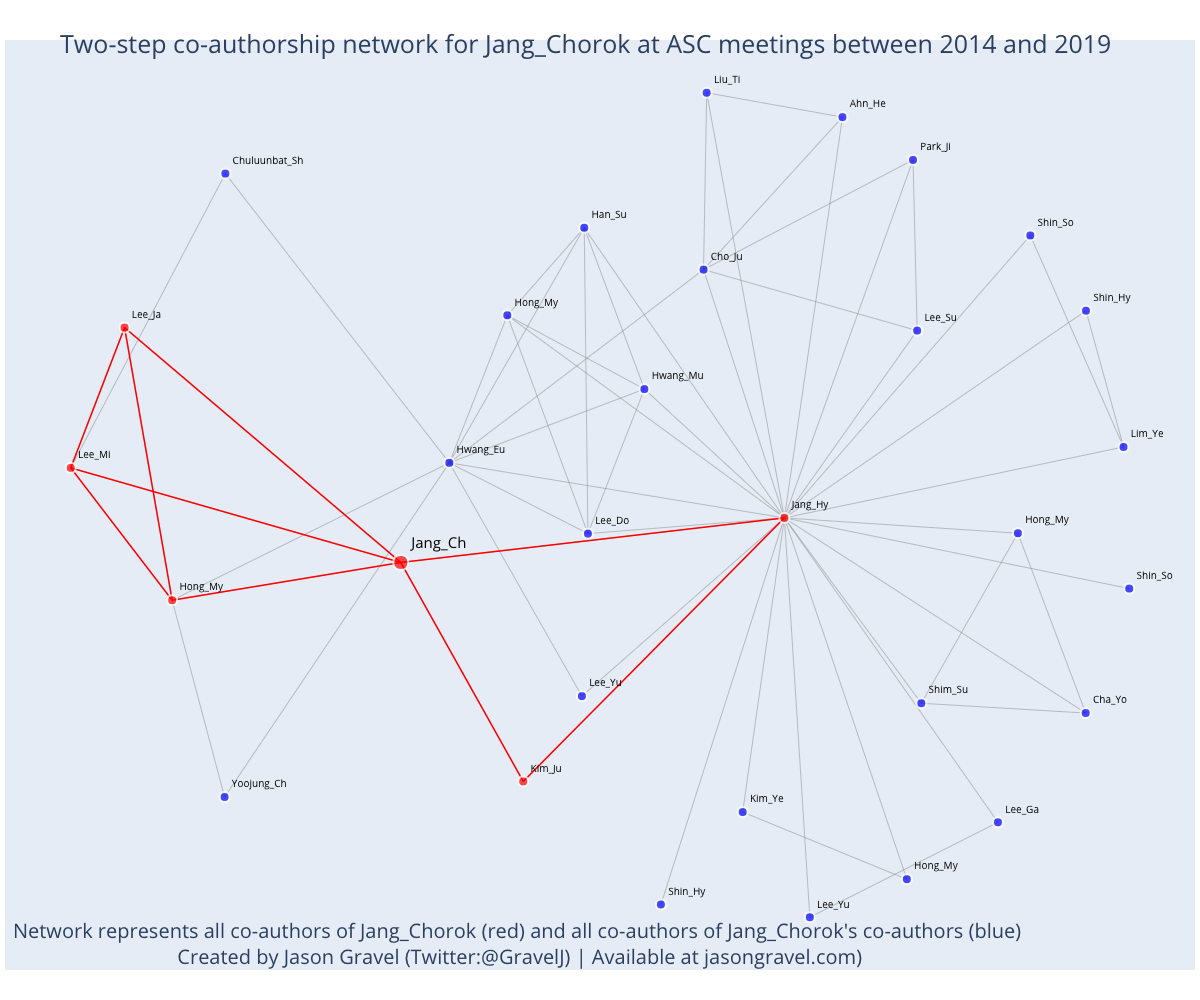 Two-step co-authorship network for Jang_Chorok at ASC meetings between 2014 and 2019
Liu_Ti
Ahn_He
Park_Ji
Chuluunbat_Sh
Han_Su
Shin_So
Cho_Ju
Shin_Hy
Hong_My
Lee_Ja
Lee_Su
Hwang_Mu
Lim_Ye
Hwang_Eu
Lee_Mi
Jang_Hy
Lee_Do
Hong_My
Jang_Ch
Shin_So
Hong_My
Lee_Yu
Shim_Su
Cha_Yo
Kim_Ju
Yoojung_Ch
Kim_Ye
Lee_Ga
Hong_My
Shin_Hy
Lee_Yu
Network represents all co-authors of Jang_Chorok (red) and all co-authors of Jang_Chorok's co-authors (blue)
Created by Jason Gravel (Twitter:@GravelJ) | Available at jasongravel.com)